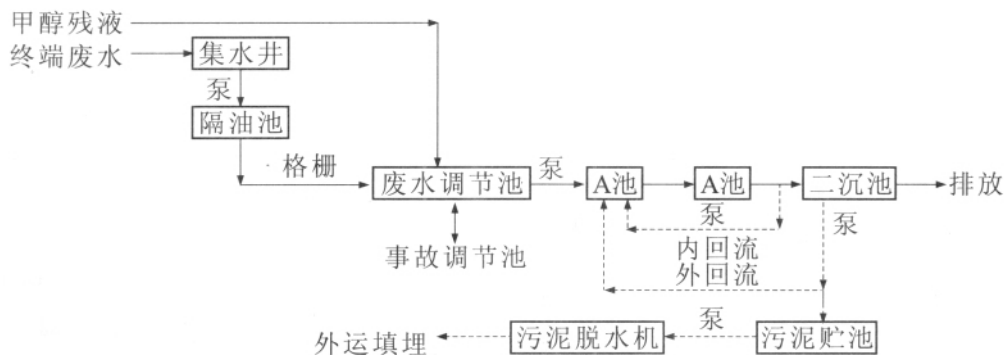 甲醇残液
终端废水
集水井
泵
隔油池
格栅
废水调节池
泵
A池
A池
二沉池
排放
泵
泵
事故调节池
内回流
外回流
泵
外运填埋
污泥脱水机
污泥贮池